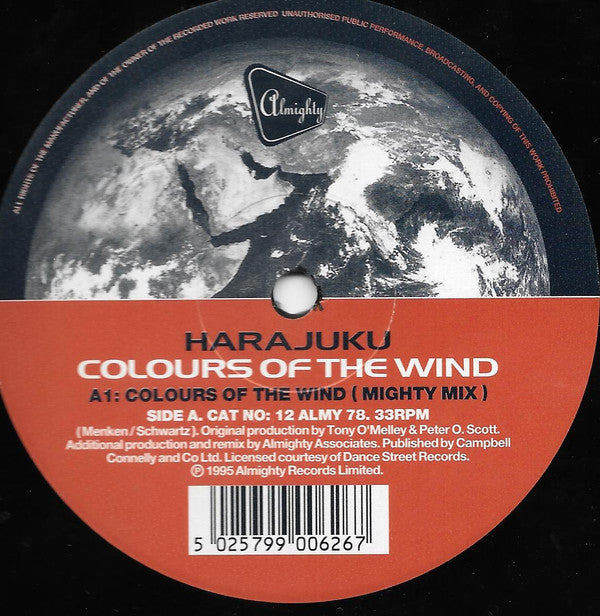 ALL RIGHTS OF THE MANUFACTURER, AND OF THE OWNER OF THE RECORDED WORK RESERVED UNAUTHORISED PUBLIC PERFORMANCE, BROADCASTING, AND COPYING OF THIS WORK PROHIBITED
Almighty
HARAJUKU
COLOURS OF THE WIND
A1: COLOURS OF THE WIND ( MIGHTY MIX )
SIDE A. CAT NO: 12 ALMY 78. 33RPM
( Menken / Schwartz ). Original production by Tony O'Melley & Peter O. Scott.
Additional production and remix by Almighty Associates. Published by Campbell
Connelly and Co Ltd. Licensed courtesy of Dance Street Records.
℗ 1995 Almighty Records Limited.
5 025799 006267